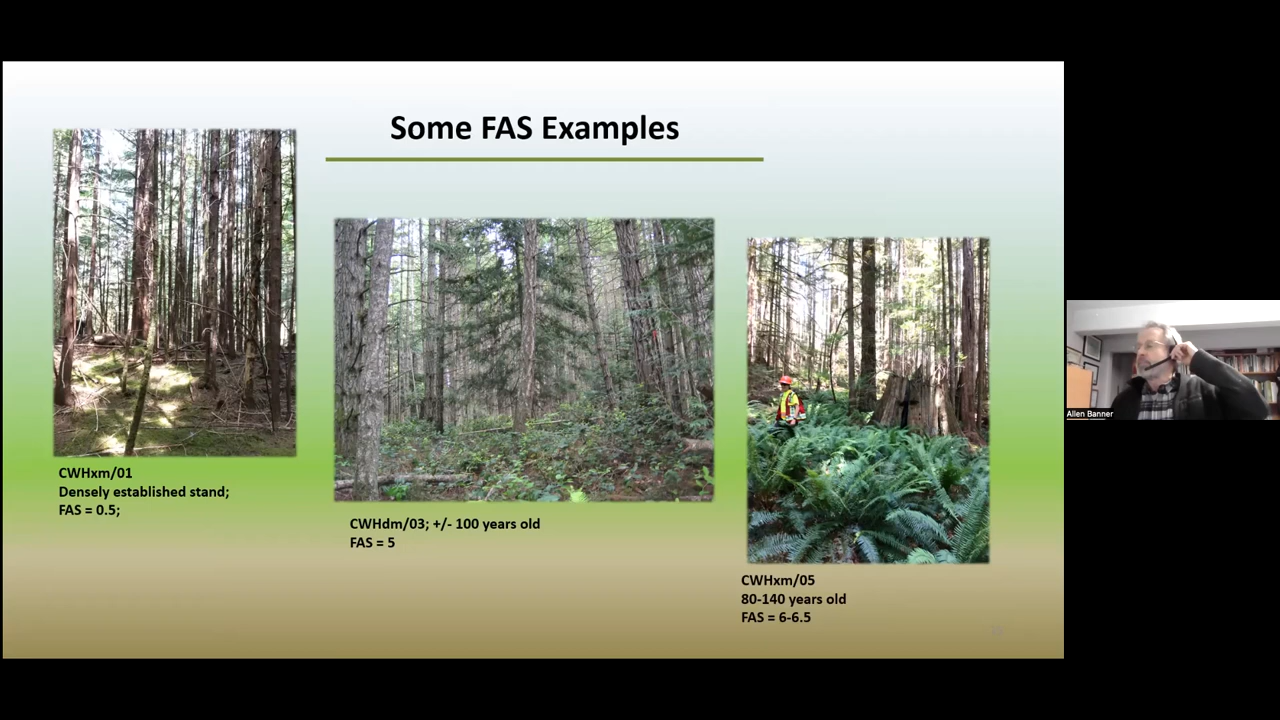 Some FAS Examples
CWHxm/01
Densely established stand;
FAS = 0.5;
CWHdm/03; +/- 100 years old
FAS = 5
CWHxm/05
80-140 years old
FAS = 6-6.5
Allen Banner